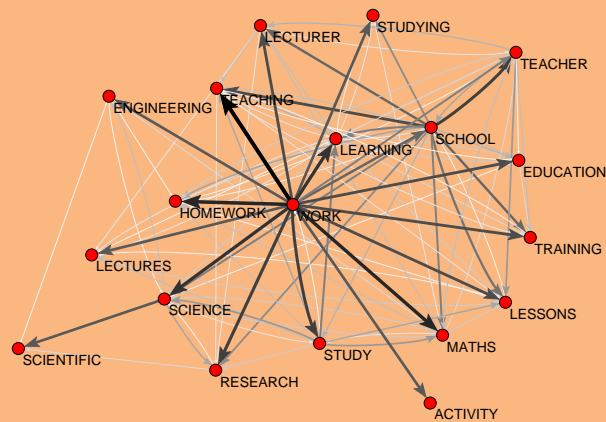 STUDYING
LECTURER
TEACHER
TEACHING
ENGINEERING
SCHOOL
LEARNING
EDUCATION
HOMEWORK
WORK
TRAINING
LECTURES
SCIENCE
LESSONS
MATHS
STUDY
SCIENTIFIC
RESEARCH
ACTIVITY